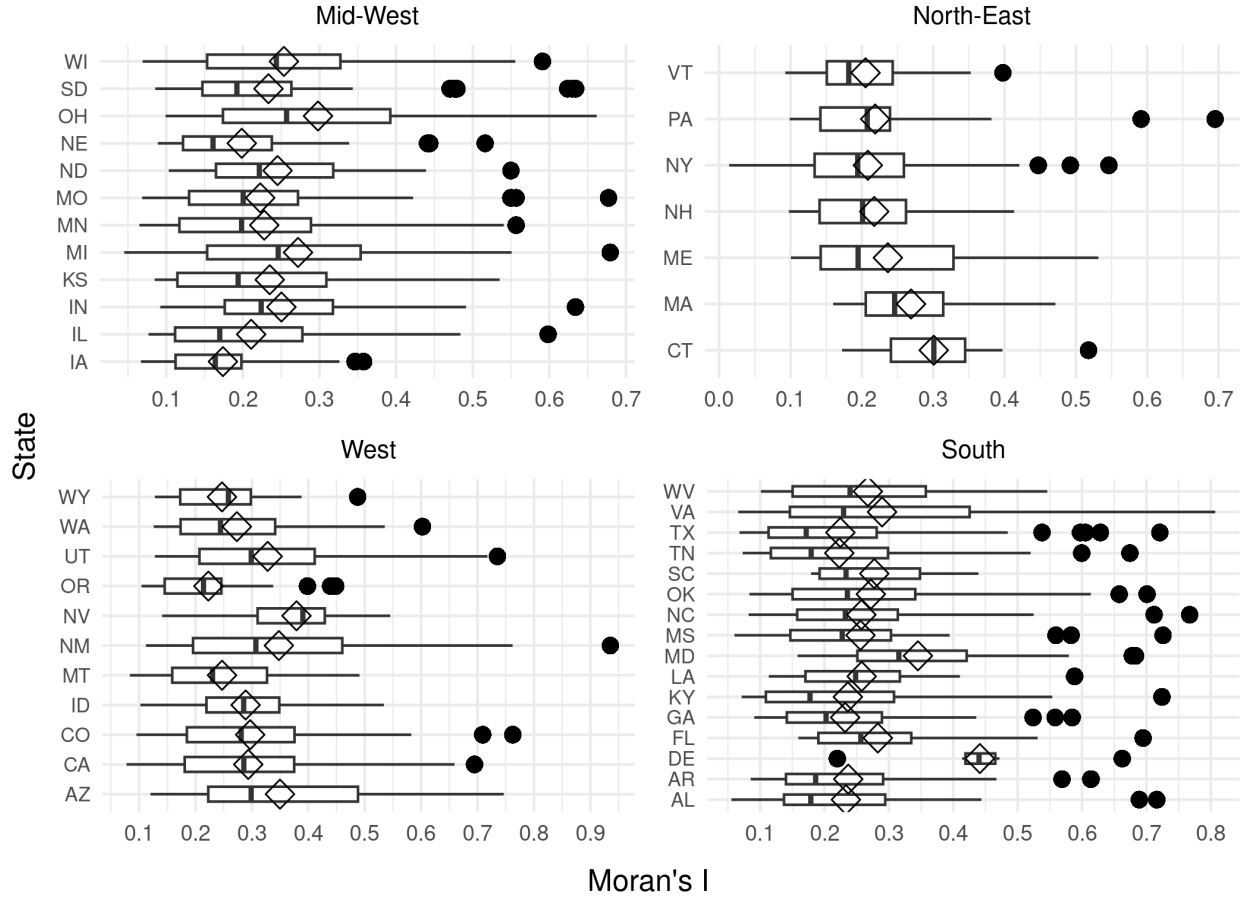 Mid-West
WI
SD
OH
NE
ND
MO
MN
MI
KS
IN
IL
IA
0.1 0.2 0.3 0.4 0.5 0.6 0.7
North-East
VT
PA
NY
NH
ME
MA
CT
0.0 0.1 0.2 0.3 0.4 0.5 0.6 0.7
State
West
WY
WA
UT
OR
NV
NM
MT
ID
CO
CA
AZ
0.1 0.2 0.3 0.4 0.5 0.6 0.7 0.8 0.9
South
WV
VA
TX
TN
SC
OK
NC
MS
MD
LA
KY
GA
FL
DE
AR
AL
0.1 0.2 0.3 0.4 0.5 0.6 0.7 0.8
Moran's I